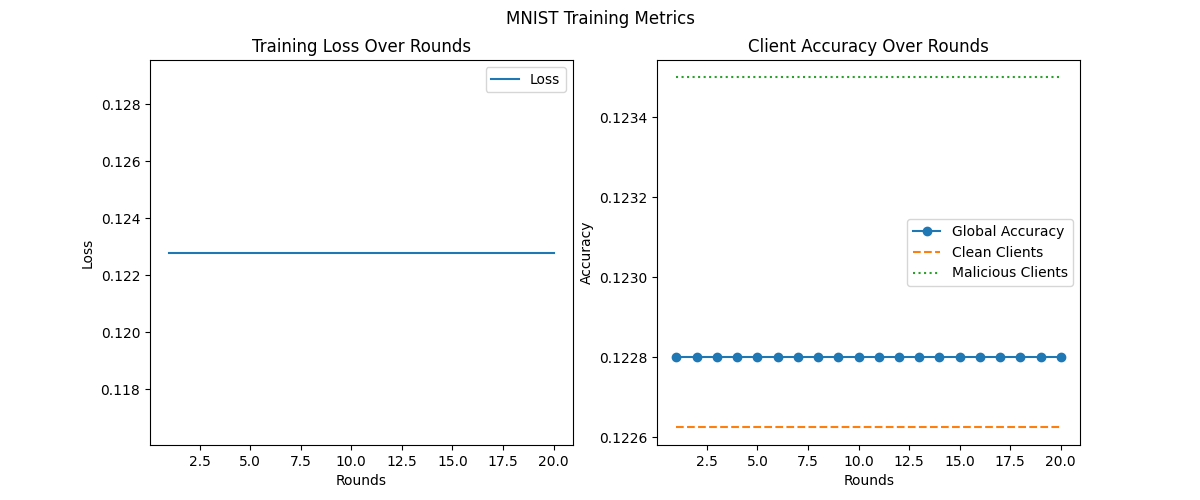 MNIST Training Metrics
Training Loss Over Rounds
Loss
0.128
0.126
0.124
0.122
0.120
0.118
Loss
2.5 5.0 7.5 10.0 12.5 15.0 17.5 20.0
Rounds
Client Accuracy Over Rounds
Accuracy
0.1234
0.1232
0.1230
0.1228
0.1226
Global Accuracy
Clean Clients
Malicious Clients
2.5 5.0 7.5 10.0 12.5 15.0 17.5 20.0
Rounds